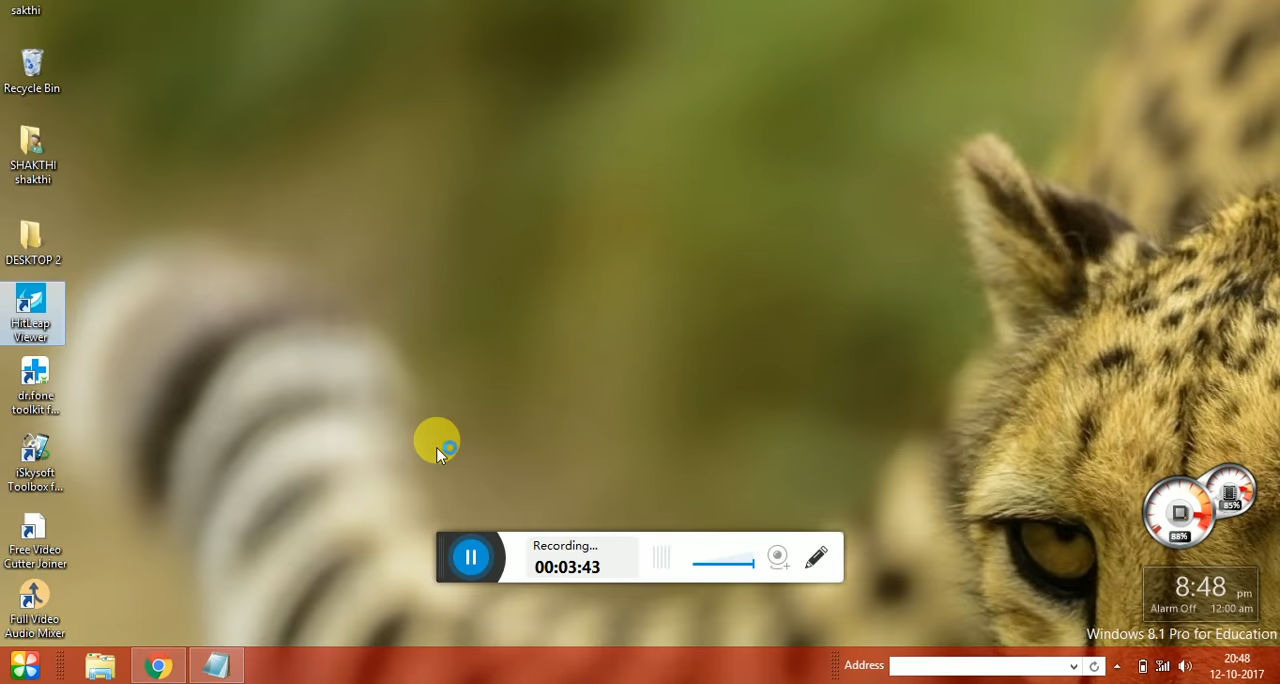 sakthi
Recycle Bin
SHAKTHI
shakthi
DESKTOP 2
HitLeap
Viewer
dr.fone
toolkit f...
iSkysoft
Toolbox f...
Free Video
Cutter Joiner
Full Video
Audio Mixer
Recording...
00:03:43
85%
88%
8:48 pm
Alarm Off 12:00 am
Windows 8.1 Pro for Education
Address
20:48
12-10-2017